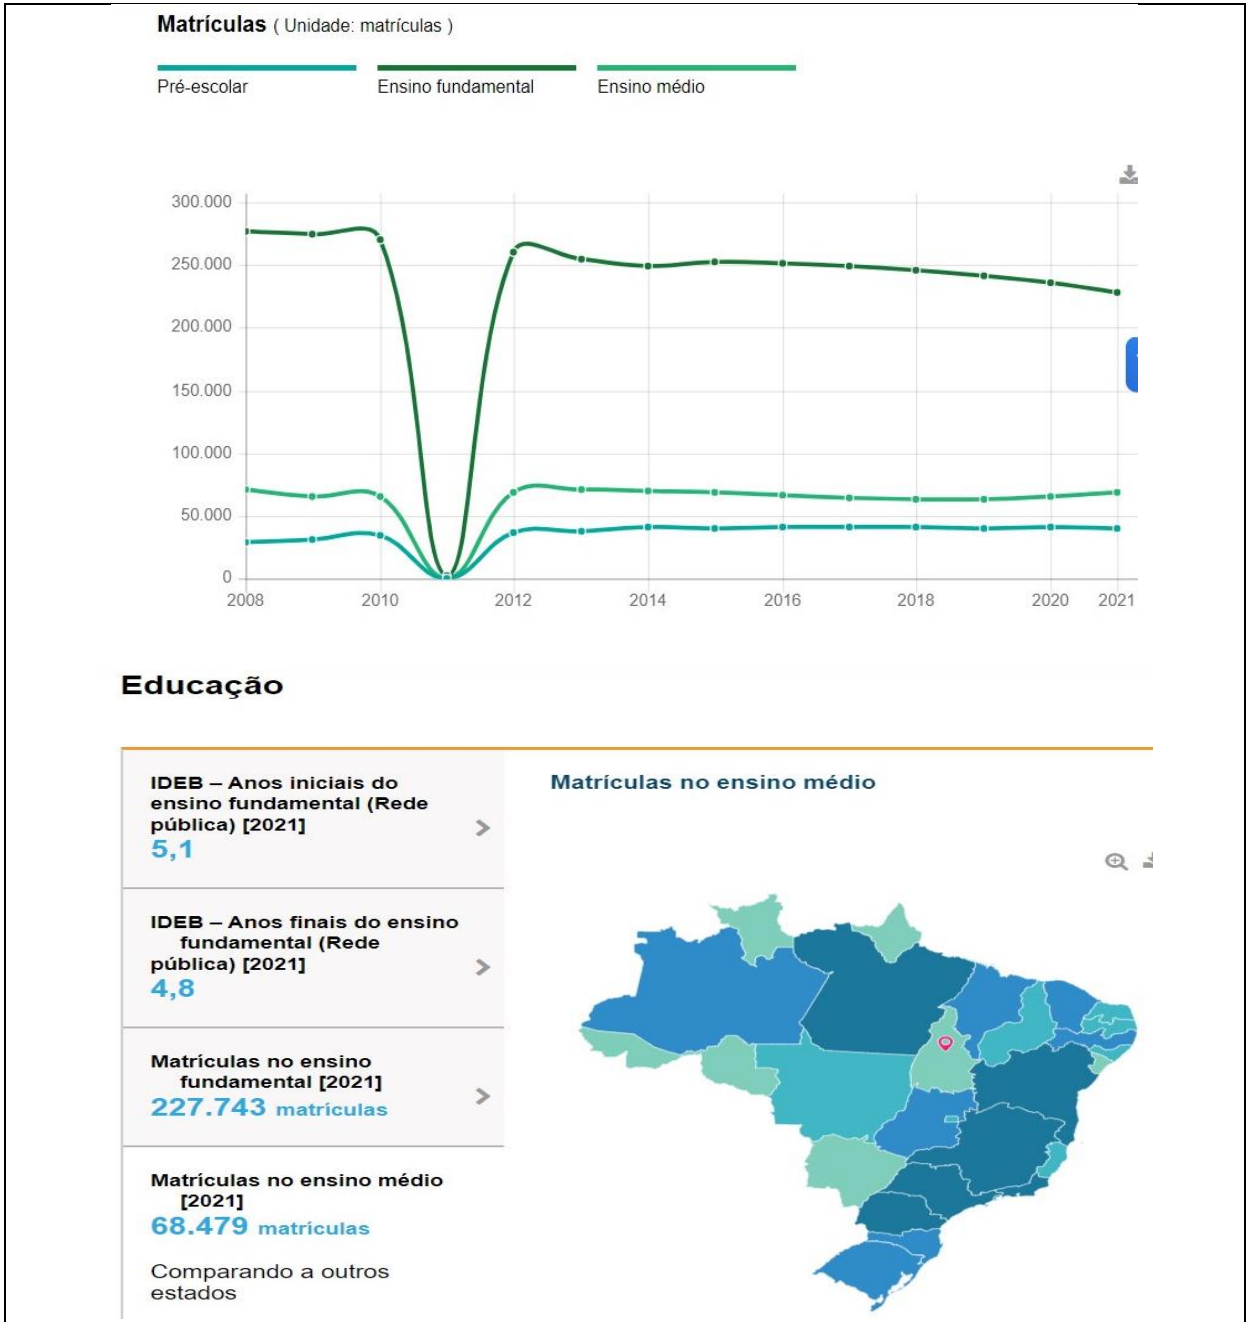 Matrículas ( Unidade: matrículas )
Pré-escolar Ensino fundamental Ensino médio
300.000
250.000
200.000
150.000
100.000
50.000
0
2008 2010 2012 2014 2016 2018 2020 2021
Educação
IDEB – Anos iniciais do
ensino fundamental (Rede
pública) [2021]
5,1
IDEB – Anos finais do ensino
fundamental (Rede
pública) [2021]
4,8
Matrículas no ensino
fundamental [2021]
227.743 matrículas
Matrículas no ensino médio
[2021]
68.479 matrículas
Comparando a outros
estados
Matrículas no ensino médio